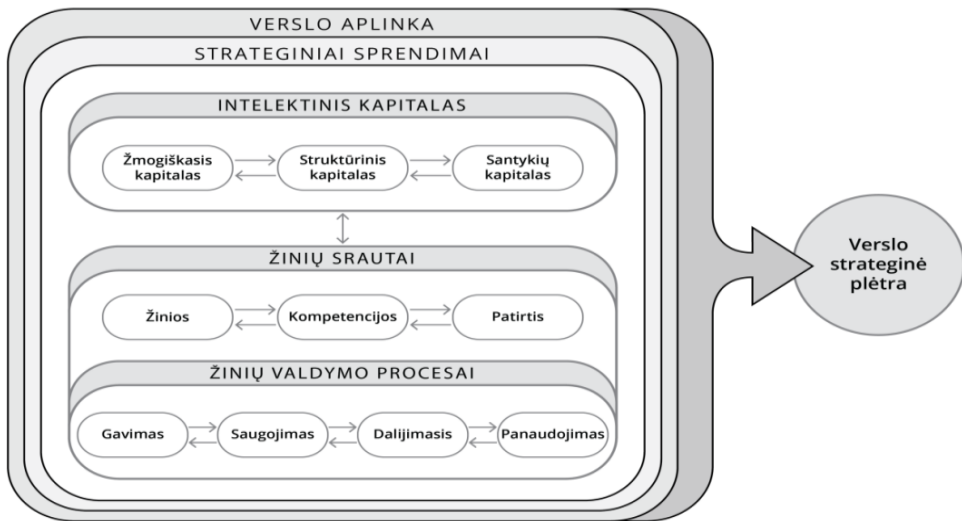 VERSLO APLINKA
STRATEGINIAI SPRENDIMAI
INTELEKTINIS KAPITALAS
Žmogiškasis
kapitalas
Struktūrinis
kapitalas
Santykių
kapitalas
ŽINIŲ SRAUTAI
Žinios
Kompetencijos
Patirtis
ŽINIŲ VALDYMO PROCESAI
Gavimas
Saugojimas
Dalijimasis
Panaudojimas
Verslo
strateginė
plėtra